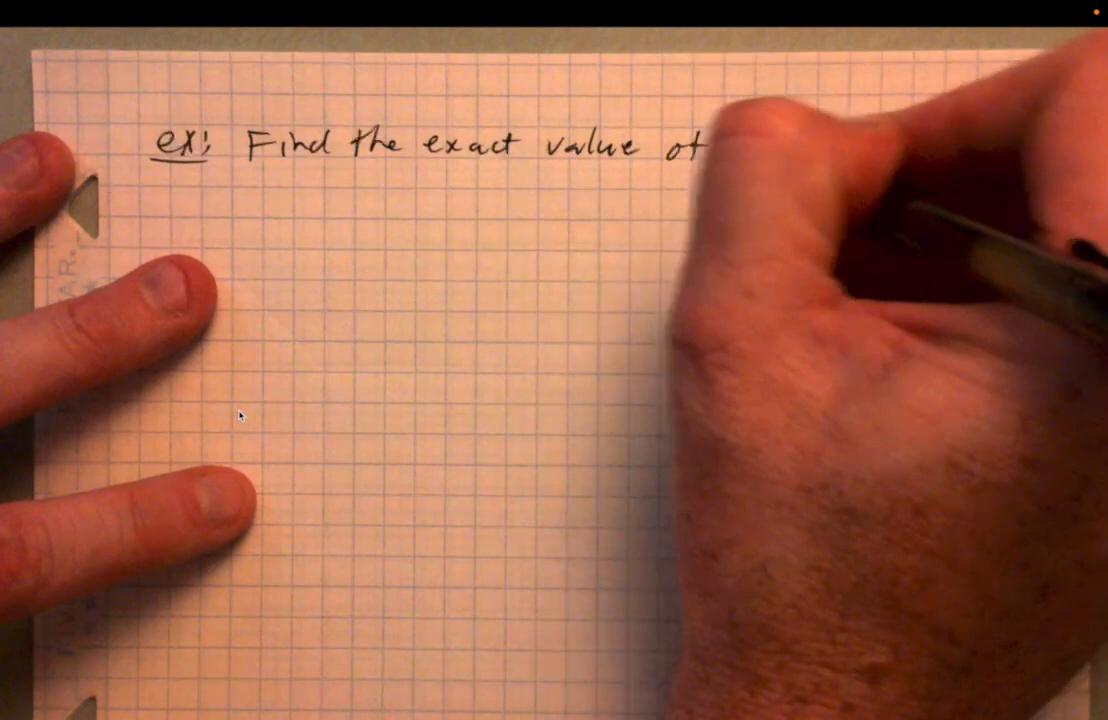 ex: Find the exact value of